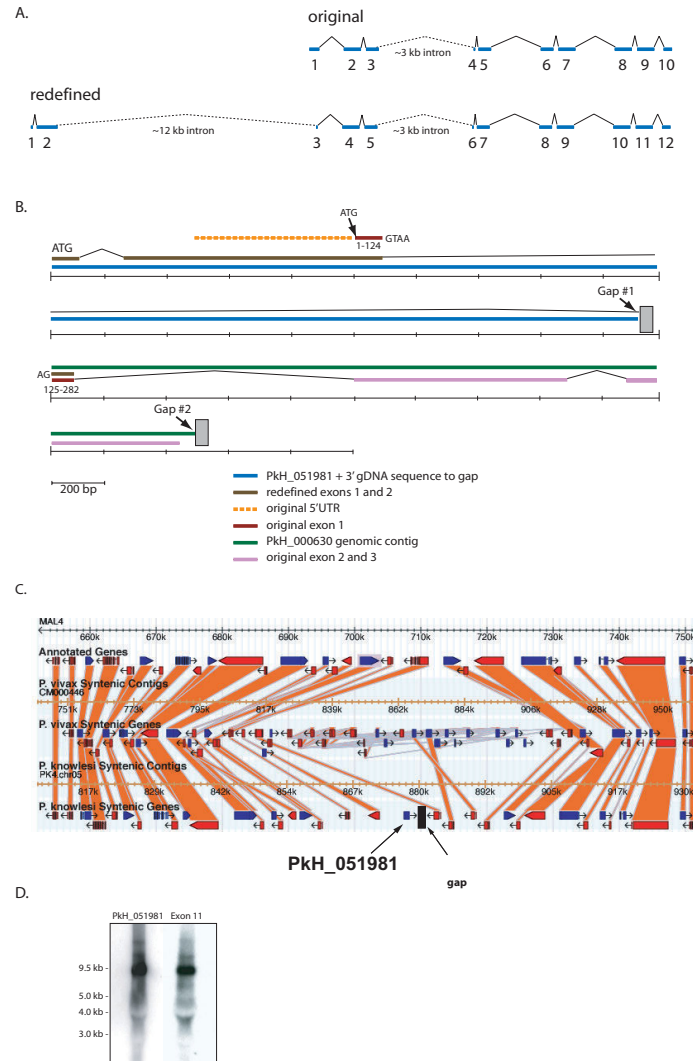 A.
original
~3 kb intron
1 2 3 4 5 6 7 8 9 10
redefined
~12 kb intron ~3 kb intron
1 2 3 4 5 6 7 8 9 10 11 12
B.
ATG
GTAA
1-124
ATG
Gap #1
AG
125-282
Gap #2
200 bp
PkH_051981 + 3' gDNA sequence to gap
redefined exons 1 and 2
original 5'UTR
original exon 1
PkH_000630 genomic contig
original exon 2 and 3
C.
MAL4
660k 670k 680k 690k 700k 710k 720k 730k 740k 750k
Annotated Genes
P. vivax Syntenic Contigs
CM000446
751k 773k 795k 817k 839k 862k 884k 906k 928k 950k
P. vivax Syntenic Genes
P. knowlesi Syntenic Contigs
PK4.chr05
817k 829k 842k 854k 867k 880k 892k 905k 917k 930k
P. knowlesi Syntenic Genes
PkH_051981
gap
D.
PkH_051981 Exon 11
9.5 kb -
5.0 kb -
4.0 kb -
3.0 kb -